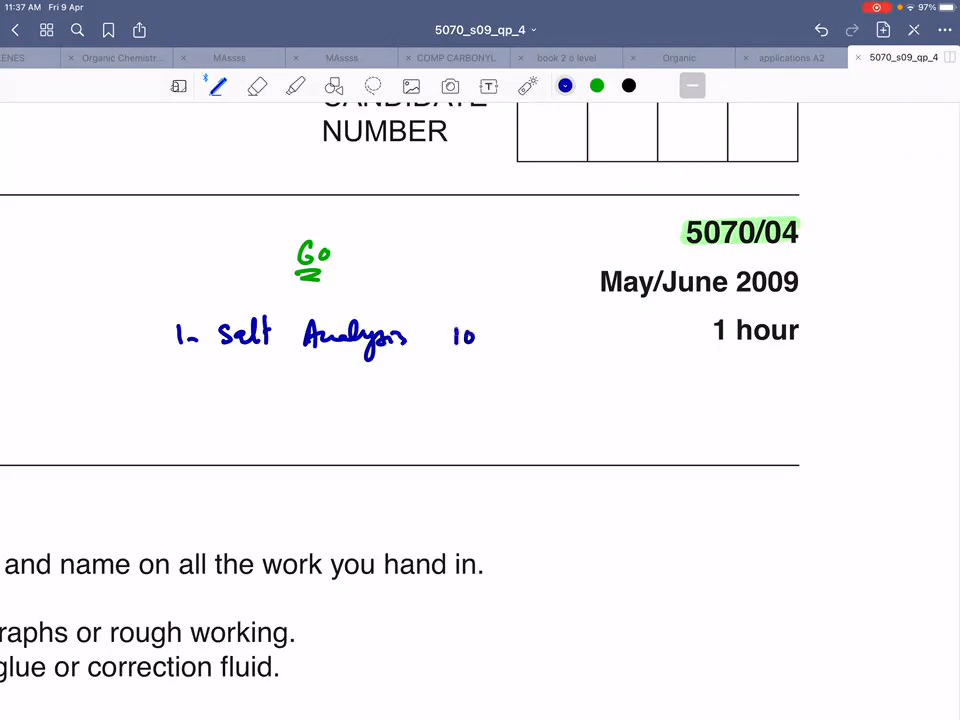 11:37 AM Fri 9 Apr 97%
5070_s09_qp_4
ENES Organic Chemistr... MAssss MAssss COMP CARBONYL book 2 o level Organic applications A2 5070_s09_qp_4
CANDIDATE
NUMBER
5070/04
May/June 2009
1 hour
1- Salt Analysis 10
and name on all the work you hand in.
raphs or rough working.
glue or correction fluid.